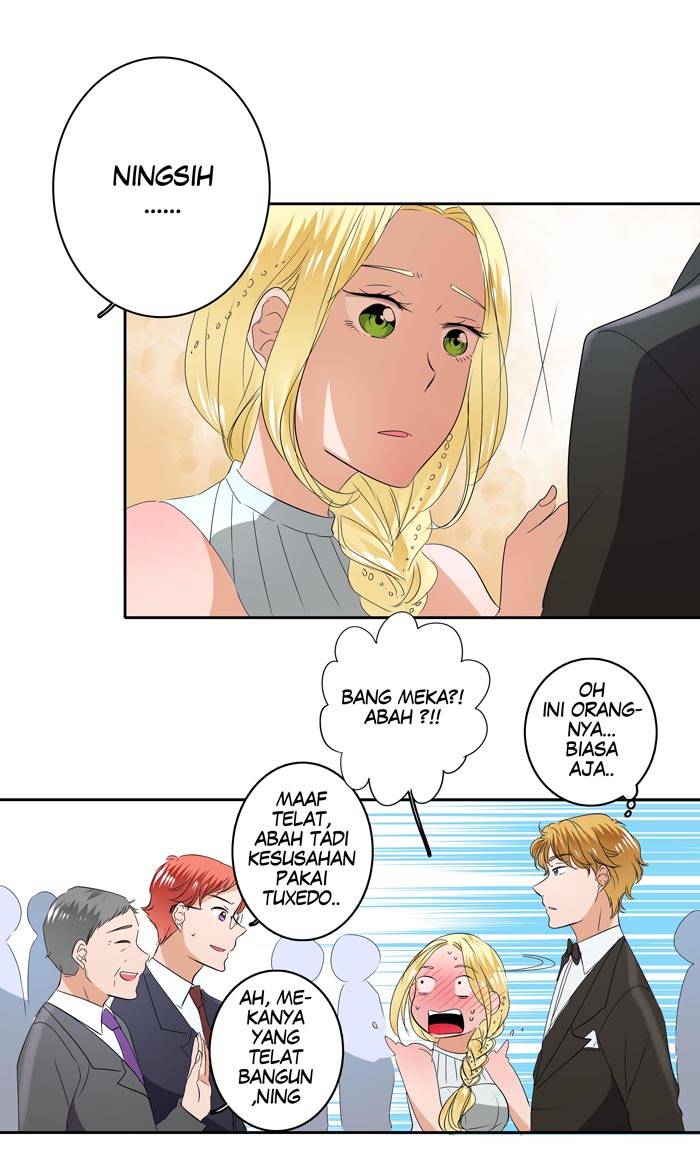 NINGSIH
......
BANG MEKA?!
ABAH ?!!
OH
INI ORANG-
NYA...
BIASA
AJA..
MAAF
TELAT,
ABAH TADI
KESUSAHAN
PAKAI
TUXEDO..
AH, ME-
KANYA
YANG
TELAT
BANGUN
,NING